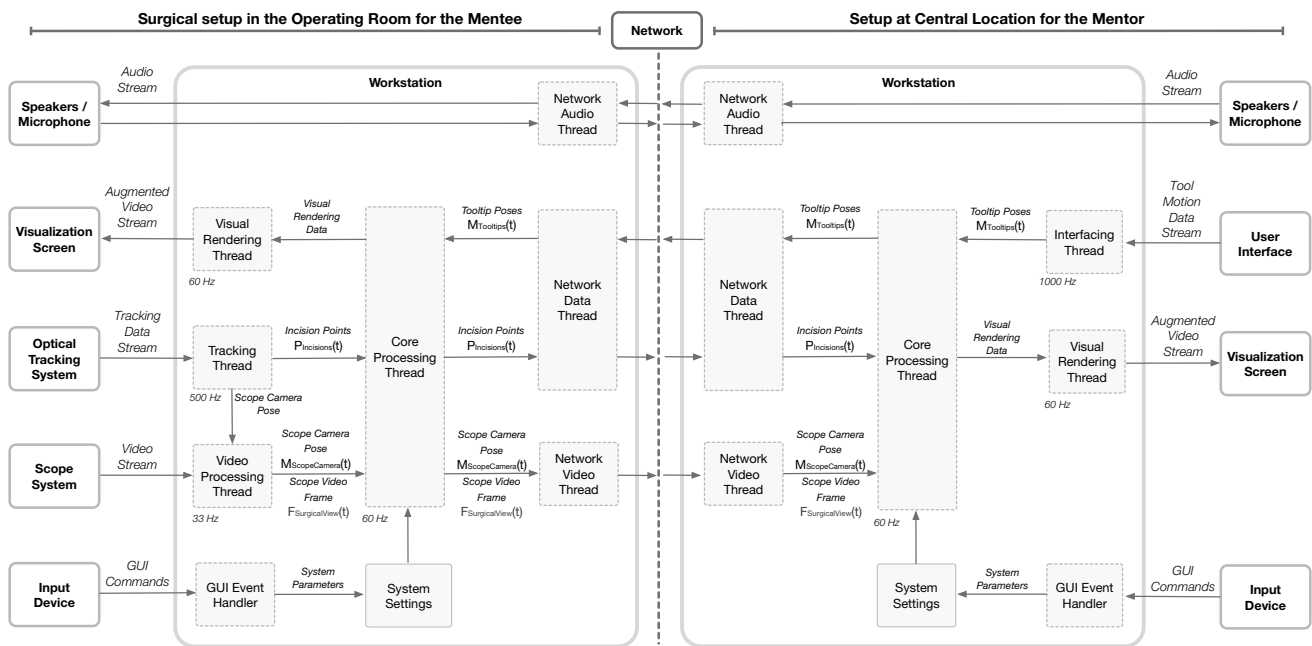 Surgical setup in the Operating Room for the Mentee
Network
Setup at Central Location for the Mentor
Workstation
Audio
Stream
Speakers /
Microphone
Network
Audio
Thread
Augmented
Video
Stream
Visualization
Screen
Visual
Rendering
Thread
60 Hz
Visual
Rendering
Data
Tooltip Poses
MTooltips(t)
Network
Data
Thread
Tracking
Data
Stream
Optical
Tracking
System
Tracking
Thread
500 Hz
Scope Camera
Pose
Incision Points
PIncisions(t)
Core
Processing
Thread
60 Hz
Incision Points
PIncisions(t)
Video
Stream
Scope
System
Video
Processing
Thread
33 Hz
Scope Camera
Pose
MScopeCamera(t)
Scope Video
Frame
FSurgicalView(t)
Scope Camera
Pose
MScopeCamera(t)
Scope Video
Frame
FSurgicalView(t)
Network
Video
Thread
GUI
Commands
Input
Device
GUI Event
Handler
System
Parameters
System
Settings
Workstation
Network
Audio
Thread
Audio
Stream
Speakers /
Microphone
Network
Data
Thread
Tooltip Poses
MTooltips(t)
Tooltip Poses
MTooltips(t)
Interfacing
Thread
1000 Hz
Tool
Motion
Data
Stream
User
Interface
Incision Points
PIncisions(t)
Core
Processing
Thread
60 Hz
Visual
Rendering Data
Visual
Rendering
Thread
60 Hz
Augmented
Video
Stream
Visualization
Screen
Network
Video
Thread
Scope Camera
Pose
MScopeCamera(t)
Scope Video
Frame
FSurgicalView(t)
System
Settings
System
Parameters
GUI Event
Handler
GUI
Commands
Input
Device